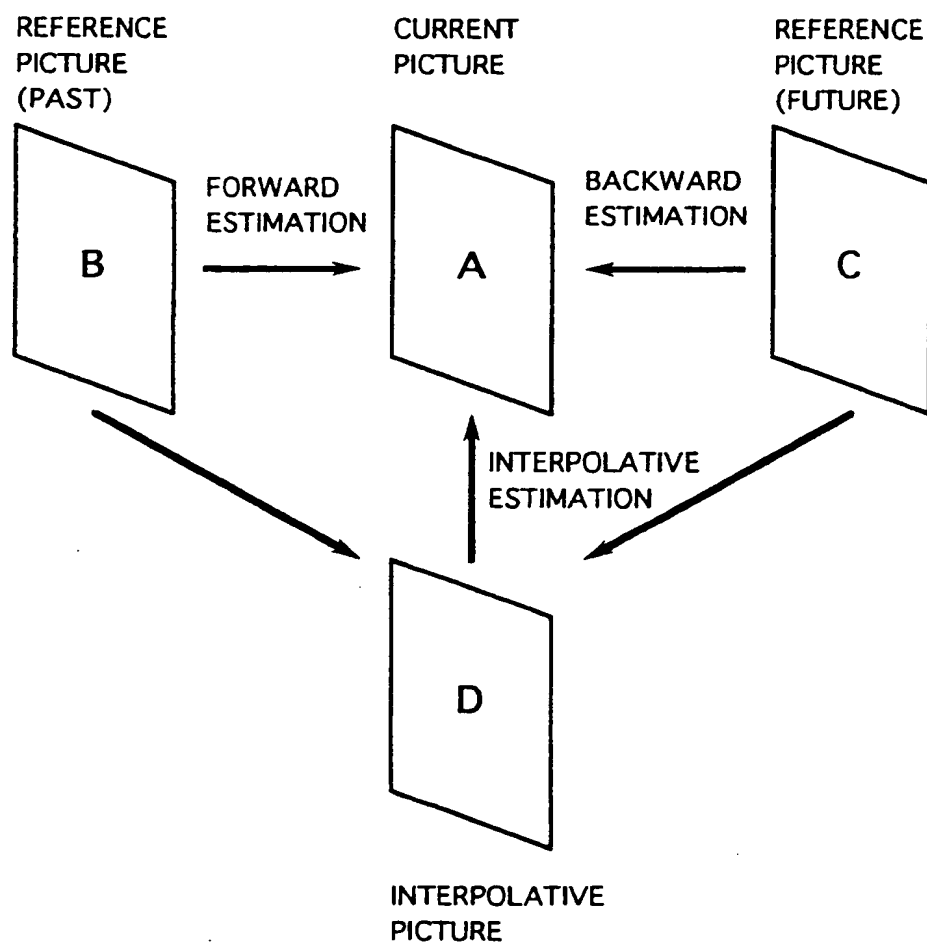 REFERENCE
PICTURE
(PAST)
CURRENT
PICTURE
REFERENCE
PICTURE
(FUTURE)
FORWARD
ESTIMATION
BACKWARD
ESTIMATION
B
A
C
INTERPOLATIVE
ESTIMATION
D
INTERPOLATIVE
PICTURE